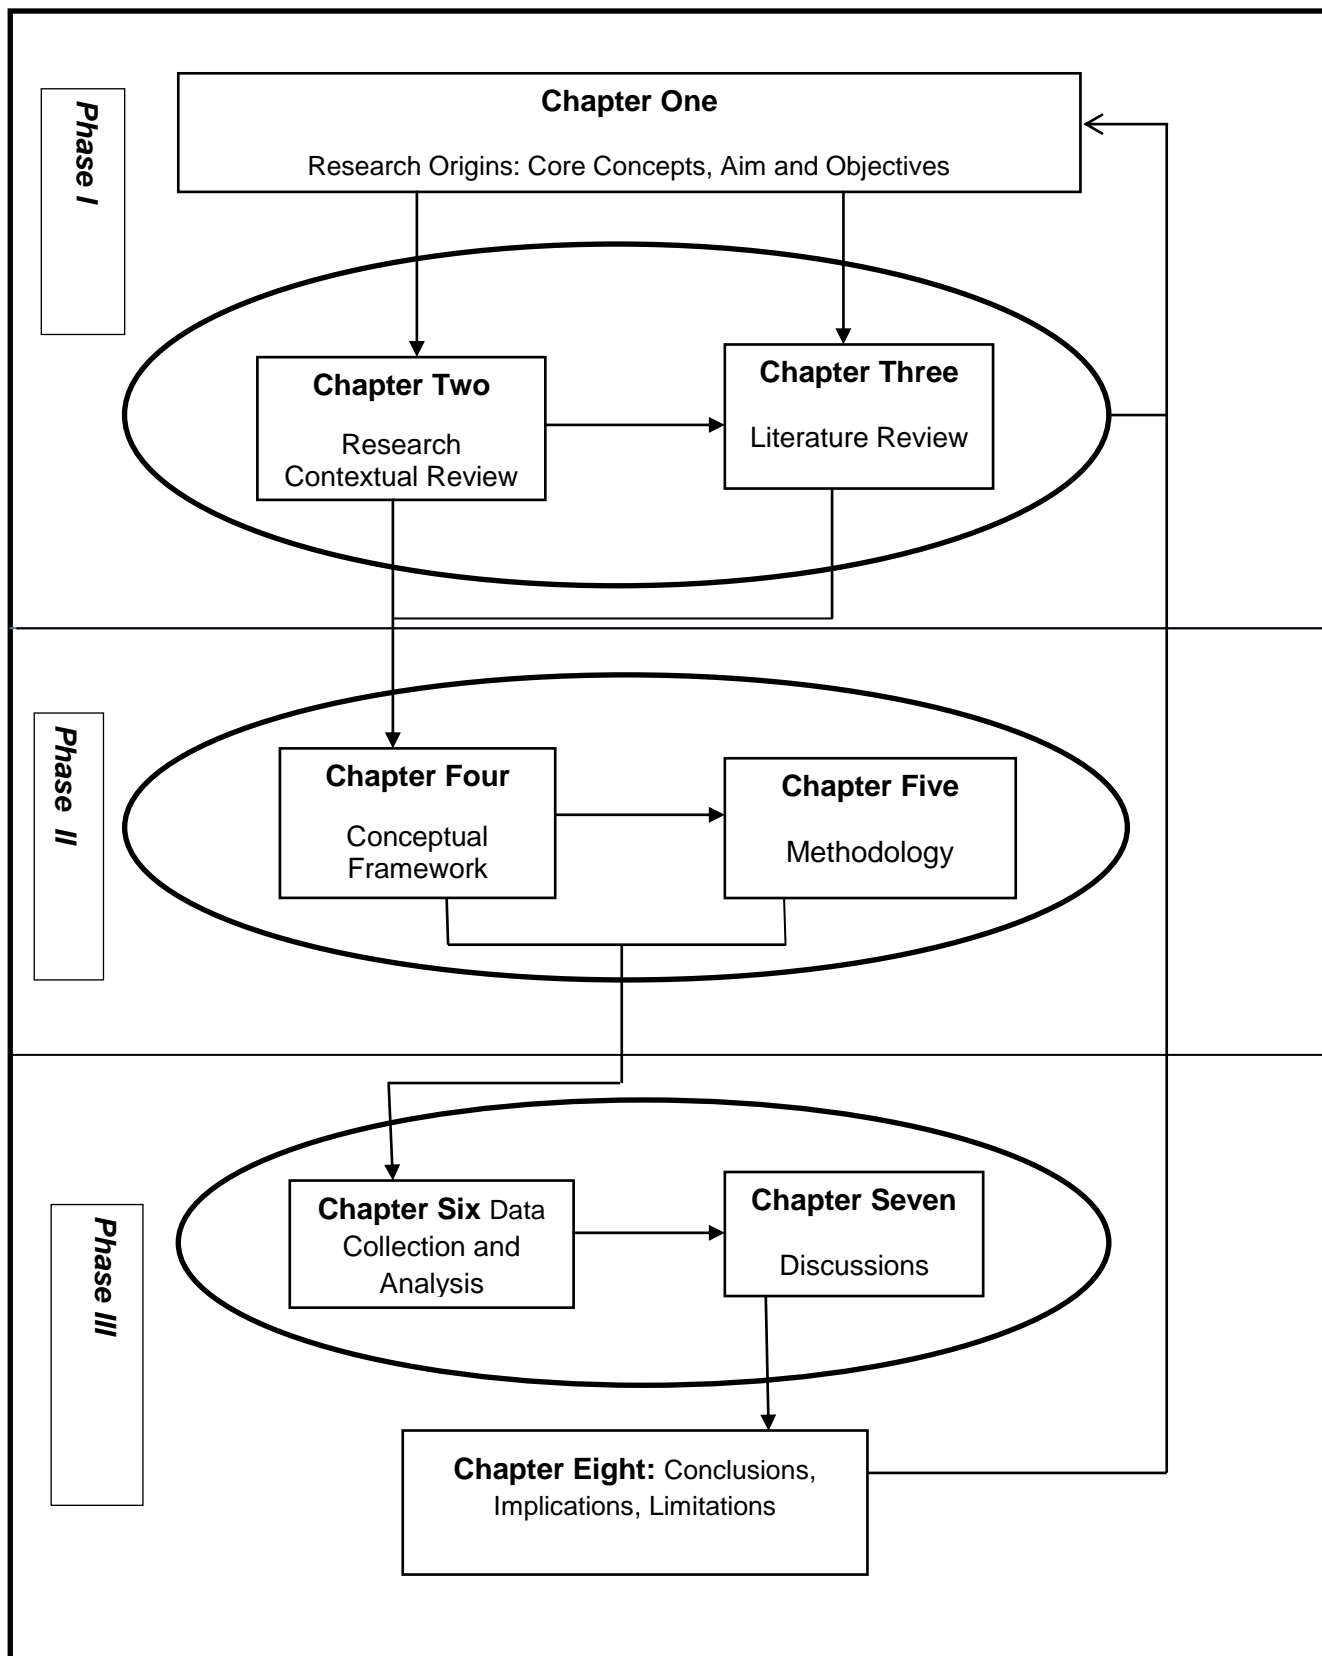 Phase I
Chapter One
Research Origins: Core Concepts, Aim and Objectives
Chapter Two
Research
Contextual Review
Chapter Three
Literature Review
Phase II
Chapter Four
Conceptual
Framework
Chapter Five
Methodology
Phase III
Chapter Six Data
Collection and
Analysis
Chapter Seven
Discussions
Chapter Eight: Conclusions,
Implications, Limitations